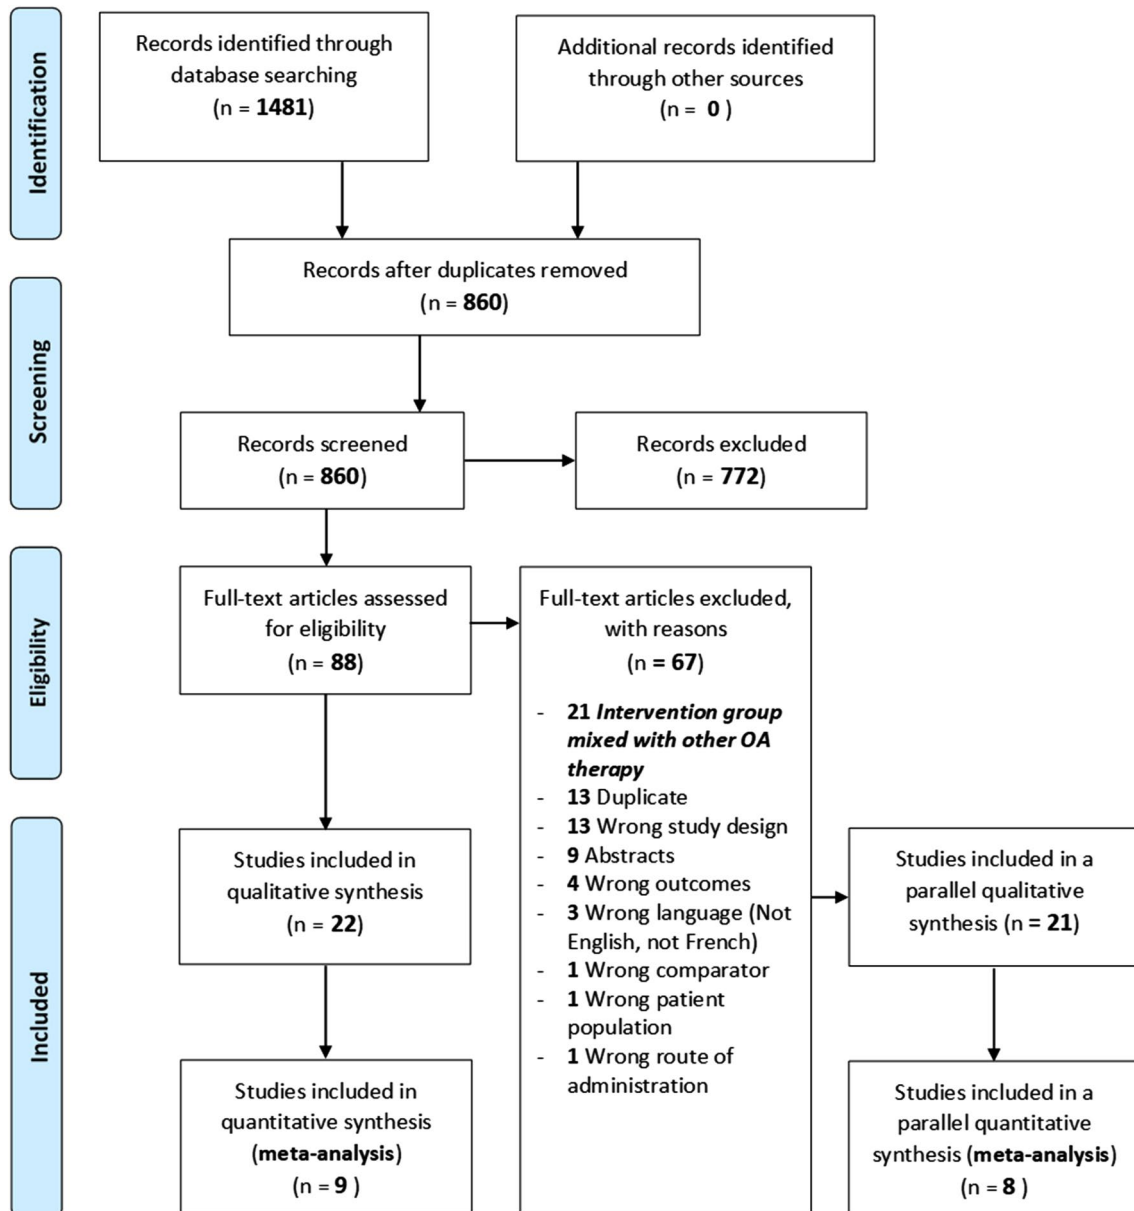 Identification
Records identified through
database searching
(n = 1481)
Additional records identified
through other sources
(n = 0 )
Records after duplicates removed
(n = 860)
Screening
Records screened
(n = 860)
Records excluded
(n = 772)
Eligibility
Full-text articles assessed
for eligibility
(n = 88)
Full-text articles excluded,
with reasons
(n = 67)
- 21 Intervention group
mixed with other OA
therapy
- 13 Duplicate
- 13 Wrong study design
- 9 Abstracts
- 4 Wrong outcomes
- 3 Wrong language (Not
English, not French)
- 1 Wrong comparator
- 1 Wrong patient
population
- 1 Wrong route of
administration
Included
Studies included in
qualitative synthesis
(n = 22)
Studies included in a
parallel qualitative
synthesis (n = 21)
Studies included in
quantitative synthesis
(meta-analysis)
(n = 9 )
Studies included in a
parallel quantitative
synthesis (meta-analysis)
(n = 8 )